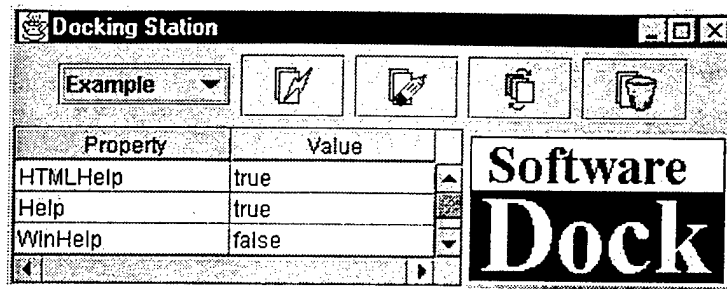 Docking Station
Example
Property Value
HTMLHelp true
Help true
WinHelp false
Software
Dock